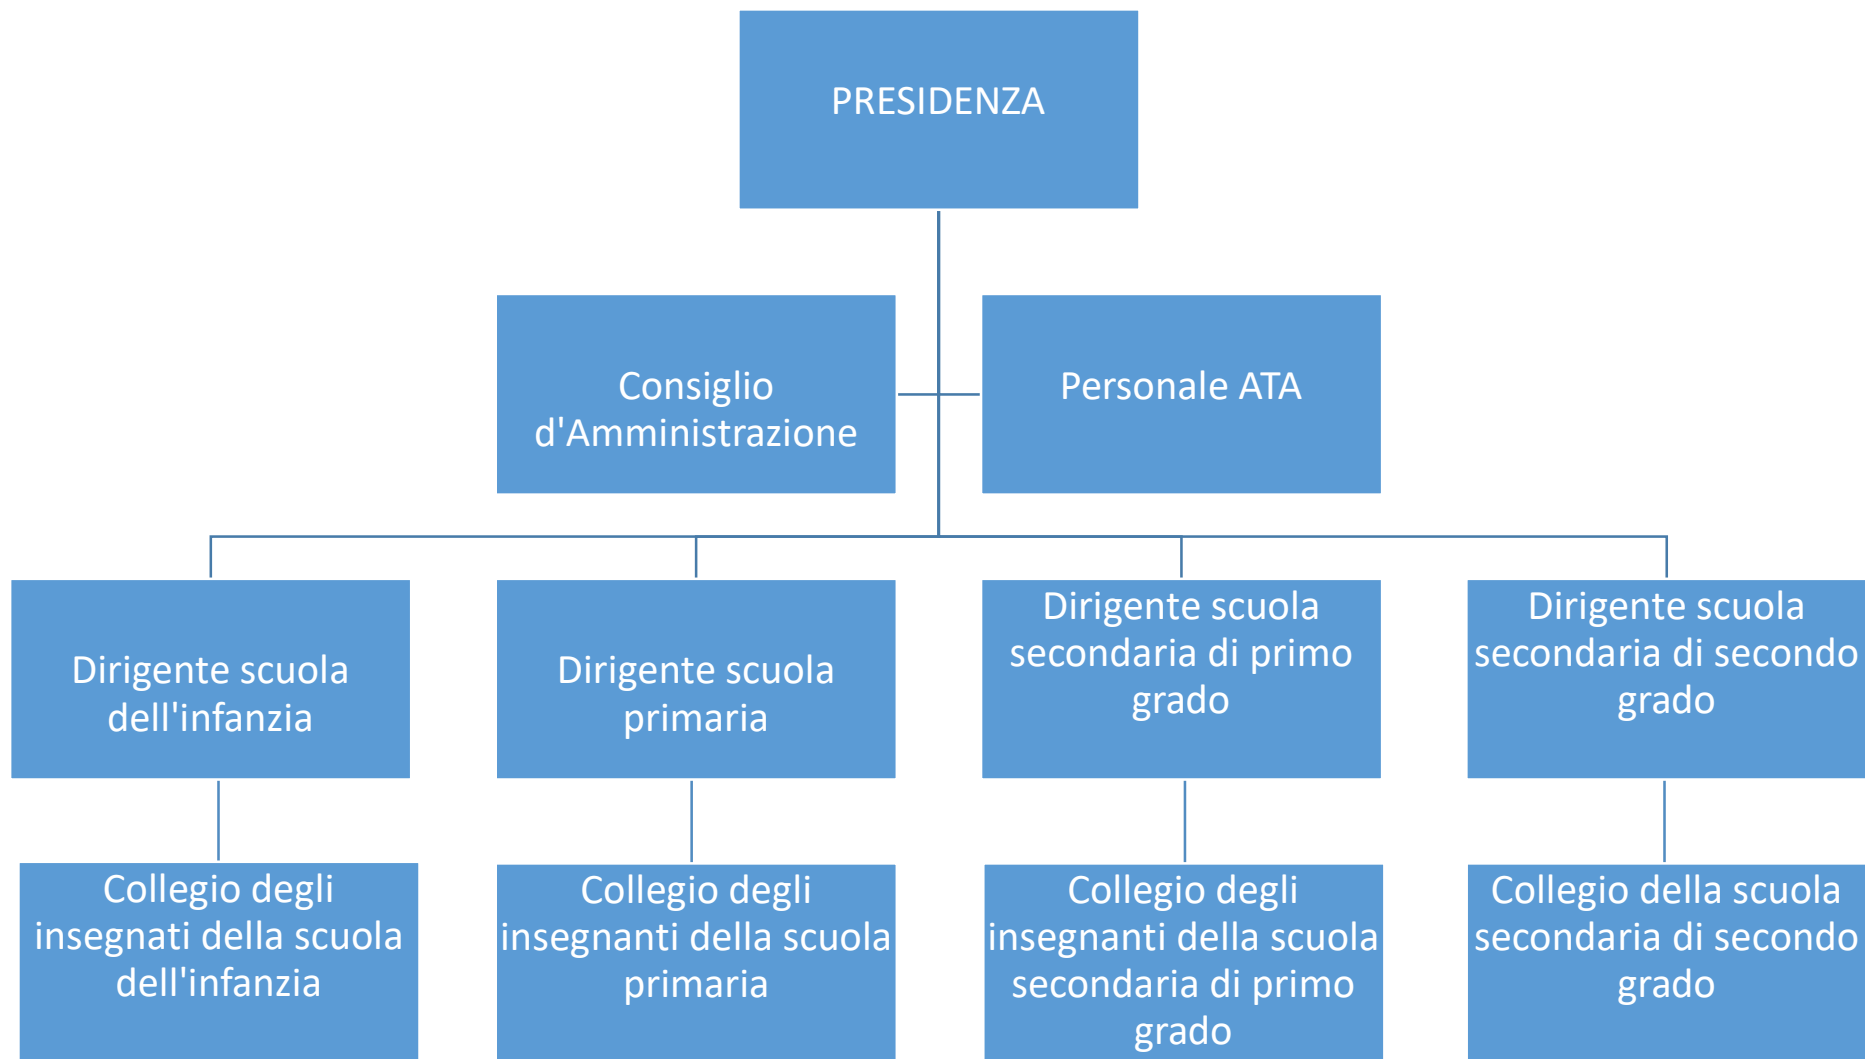 PRESIDENZA
Consiglio
d'Amministrazione
Personale ATA
Dirigente scuola
dell'infanzia
Dirigente scuola
primaria
Dirigente scuola
secondaria di primo
grado
Dirigente scuola
secondaria di secondo
grado
Collegio degli
insegnati della scuola
dell'infanzia
Collegio degli
insegnanti della scuola
primaria
Collegio degli
insegnanti della scuola
secondaria di primo
grado
Collegio della scuola
secondaria di secondo
grado